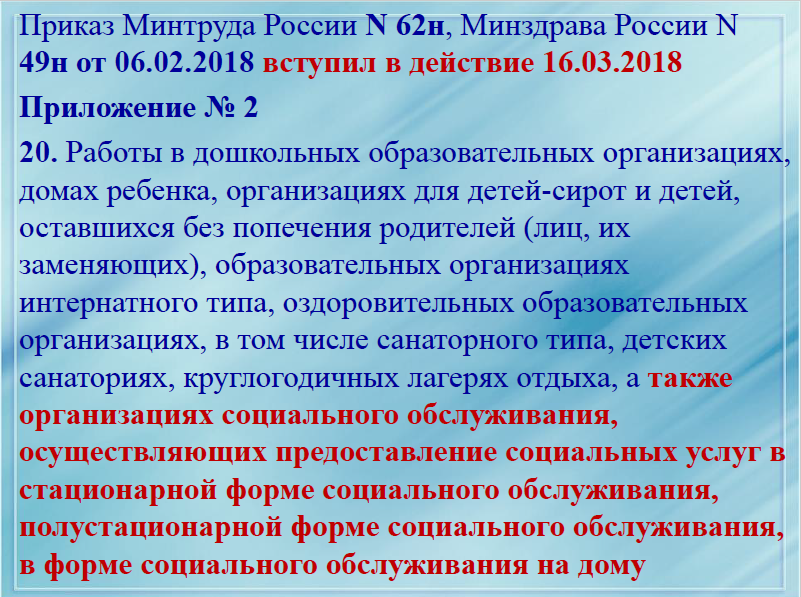 Приказ Минтруда России N 62н, Минздрава России N
49н от 06.02.2018 вступил в действие 16.03.2018
Приложение № 2
20. Работы в дошкольных образовательных организациях,
домах ребенка, организациях для детей-сирот и детей,
оставшихся без попечения родителей (лиц, их
заменяющих), образовательных организациях
интернатного типа, оздоровительных образовательных
организациях, в том числе санаторного типа, детских
санаториях, круглогодичных лагерях отдыха, а также
организациях социального обслуживания,
осуществляющих предоставление социальных услуг в
стационарной форме социального обслуживания,
полустационарной форме социального обслуживания,
в форме социального обслуживания на дому